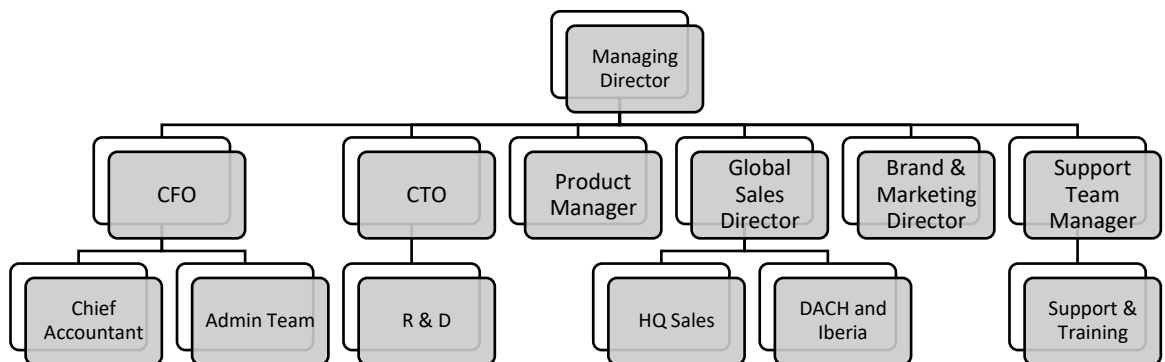 Managing
Director
CFO
CTO
Product
Manager
Global
Sales
Director
Brand &
Marketing
Director
Support
Team
Manager
Chief
Accountant
Admin Team
R & D
HQ Sales
DACH and
Iberia
Support &
Training